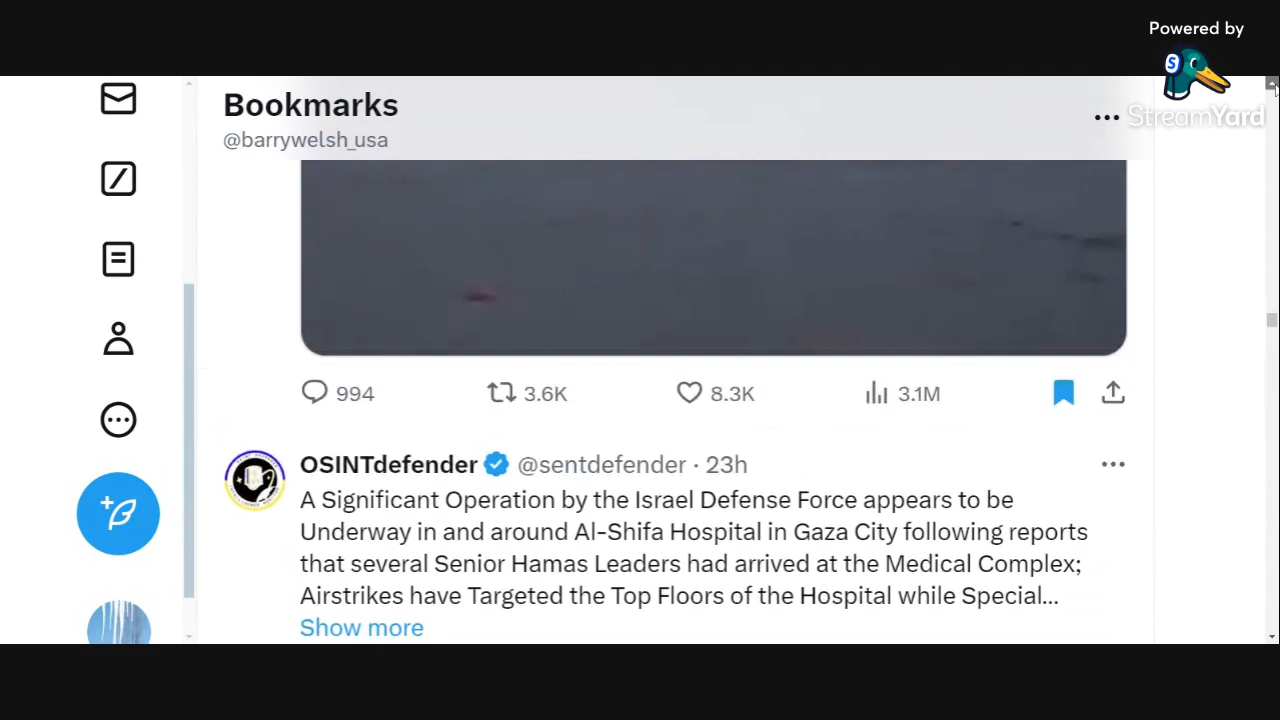 Powered by
StreamYard
Bookmarks
@barrywelsh_usa
994 3.6K 8.3K 3.1M
OSINTdefender @sentdefender · 23h
A Significant Operation by the Israel Defense Force appears to be
Underway in and around Al-Shifa Hospital in Gaza City following reports
that several Senior Hamas Leaders had arrived at the Medical Complex;
Airstrikes have Targeted the Top Floors of the Hospital while Special...
Show more